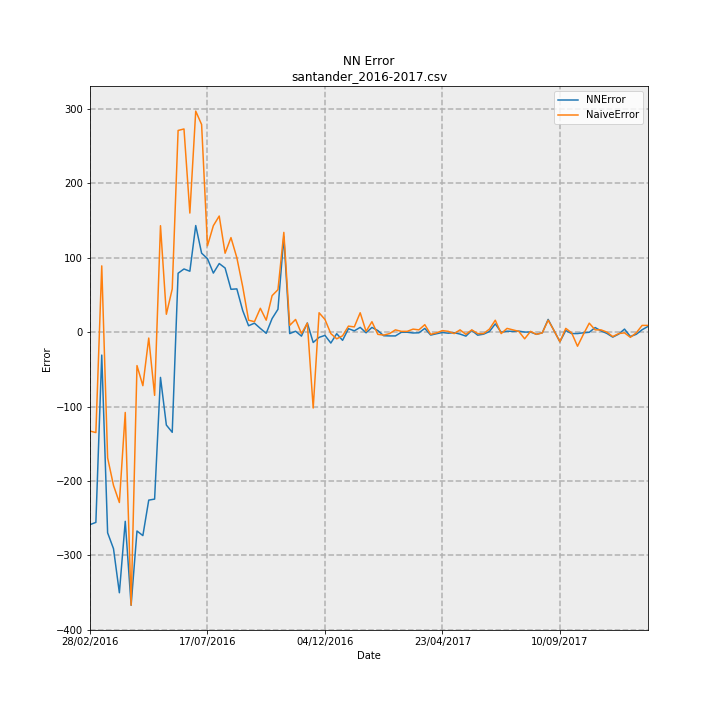 NN Error
santander_2016-2017.csv
NNError
NaiveError
300
200
100
0
−100
−200
−300
−400
Error
28/02/2016
17/07/2016
04/12/2016
23/04/2017
10/09/2017
Date